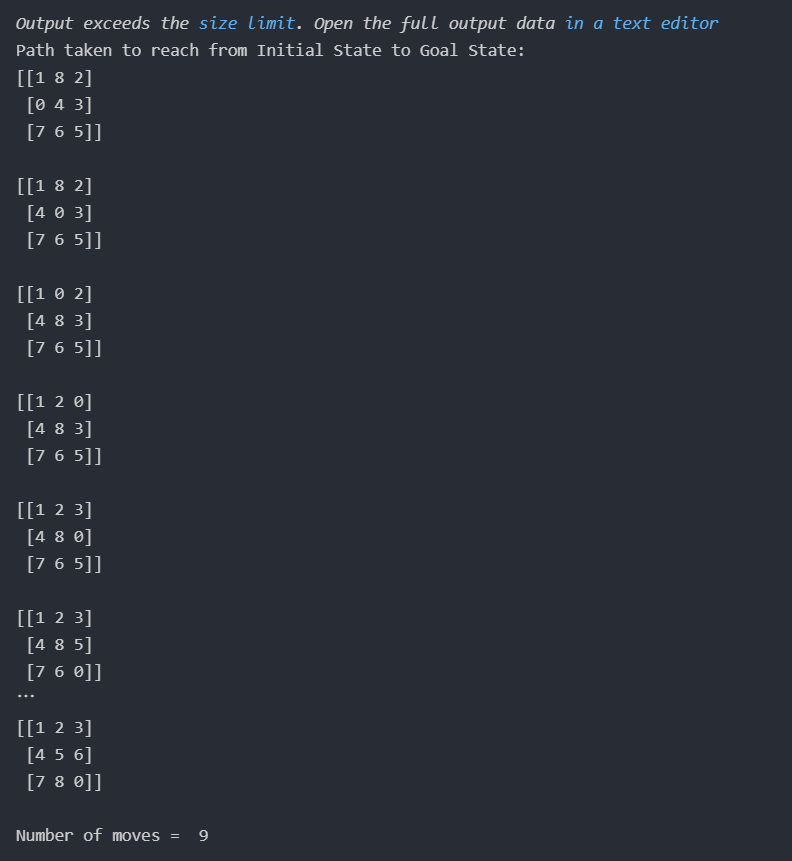 Output exceeds the size limit. Open the full output data in a text editor
Path taken to reach from Initial State to Goal State:
[[1 8 2]
 [0 4 3]
 [7 6 5]]
[[1 8 2]
 [4 0 3]
 [7 6 5]]
[[1 0 2]
 [4 8 3]
 [7 6 5]]
[[1 2 0]
 [4 8 3]
 [7 6 5]]
[[1 2 3]
 [4 8 0]
 [7 6 5]]
[[1 2 3]
 [4 8 5]
 [7 6 0]]
...
[[1 2 3]
 [4 5 6]
 [7 8 0]]
Number of moves =  9